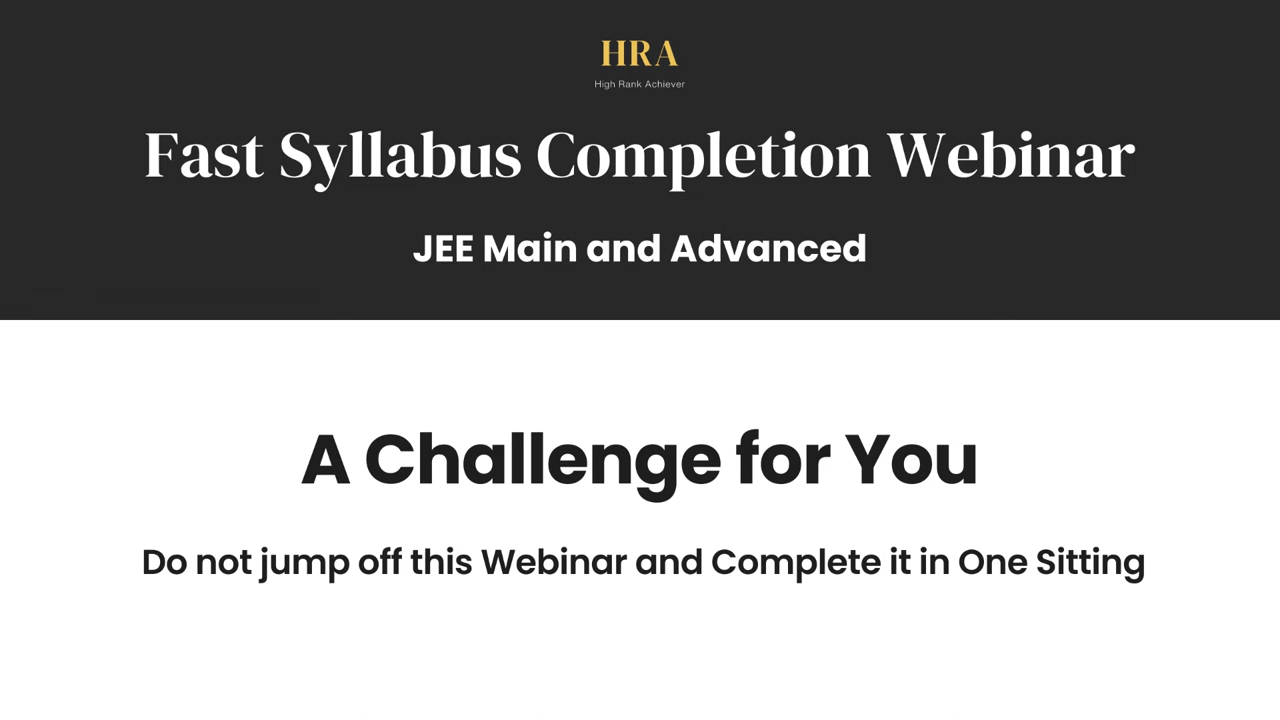 HRA
High Rank Achiever
Fast Syllabus Completion Webinar
JEE Main and Advanced
A Challenge for You
Do not jump off this Webinar and Complete it in One Sitting